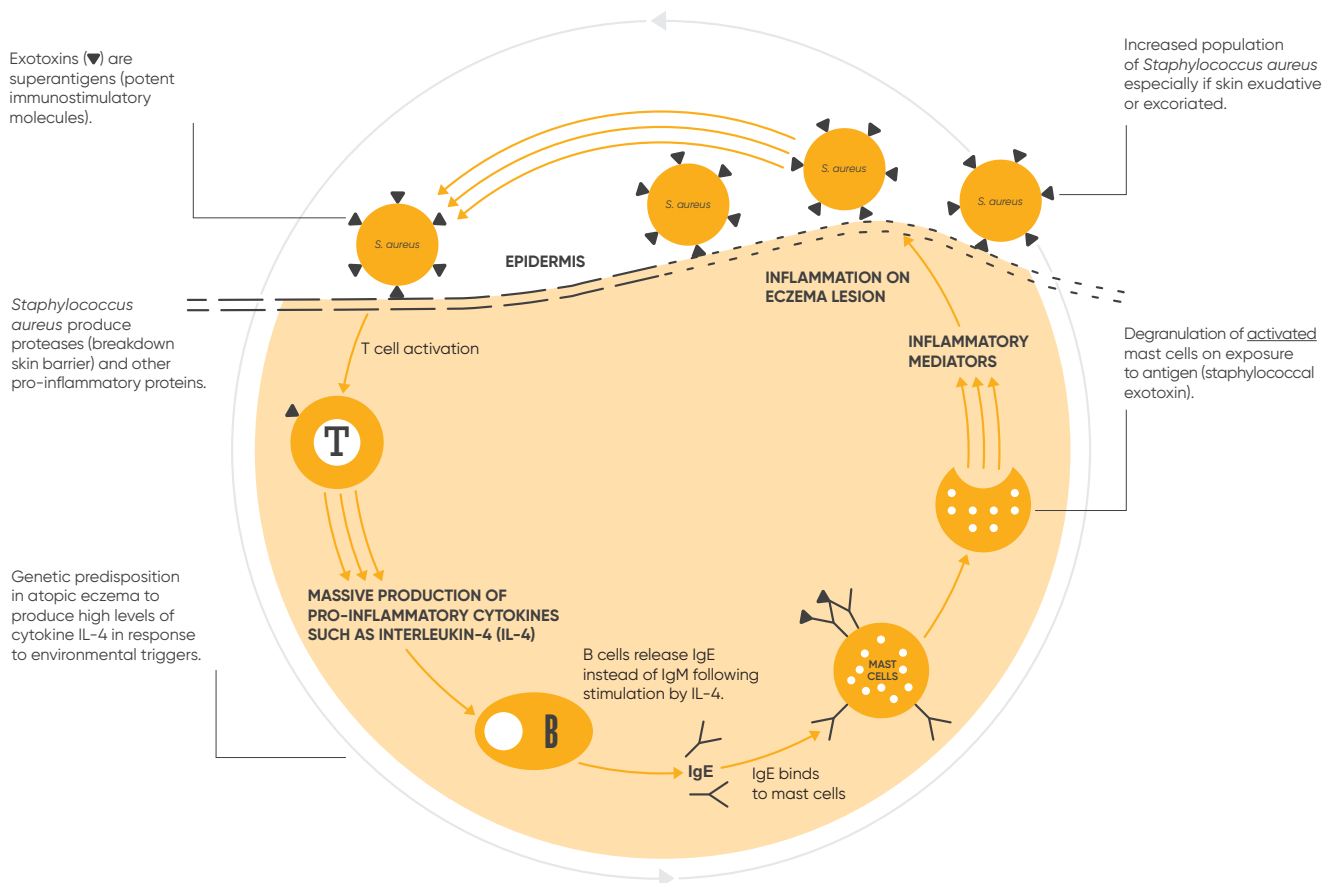 Exotoxins (▼) are
superantigens (potent
immunostimulatory
molecules).
Increased population
of Staphylococcus aureus
especially if skin exudative
or excoriated.
S. aureus
S. aureus
S. aureus
S. aureus
EPIDERMIS
INFLAMMATION ON
ECZEMA LESION
Staphylococcus
aureus produce
proteases (breakdown
skin barrier) and other
pro-inflammatory proteins.
T cell activation
INFLAMMATORY
MEDIATORS
Degranulation of activated
mast cells on exposure
to antigen (staphylococcal
exotoxin).
T
Genetic predisposition
in atopic eczema to
produce high levels of
cytokine IL-4 in response
to environmental triggers.
MASSIVE PRODUCTION OF
PRO-INFLAMMATORY CYTOKINES
SUCH AS INTERLEUKIN-4 (IL-4)
B cells release IgE
instead of IgM following
stimulation by IL-4.
B
MAST
CELLS
IgE
IgE binds
to mast cells